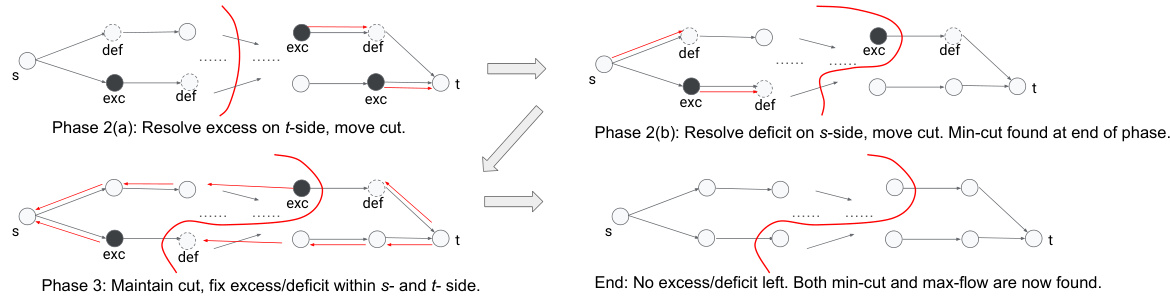 def
s
exc
def
......
......
exc
def
exc
t
Phase 2(a): Resolve excess on t-side, move cut.
s
def
exc
def
......
......
exc
def
t
Phase 2(b): Resolve deficit on s-side, move cut. Min-cut found at end of phase.
s
exc
def
......
......
exc
def
t
Phase 3: Maintain cut, fix excess/deficit within s- and t- side.
s
......
......
t
End: No excess/deficit left. Both min-cut and max-flow are now found.